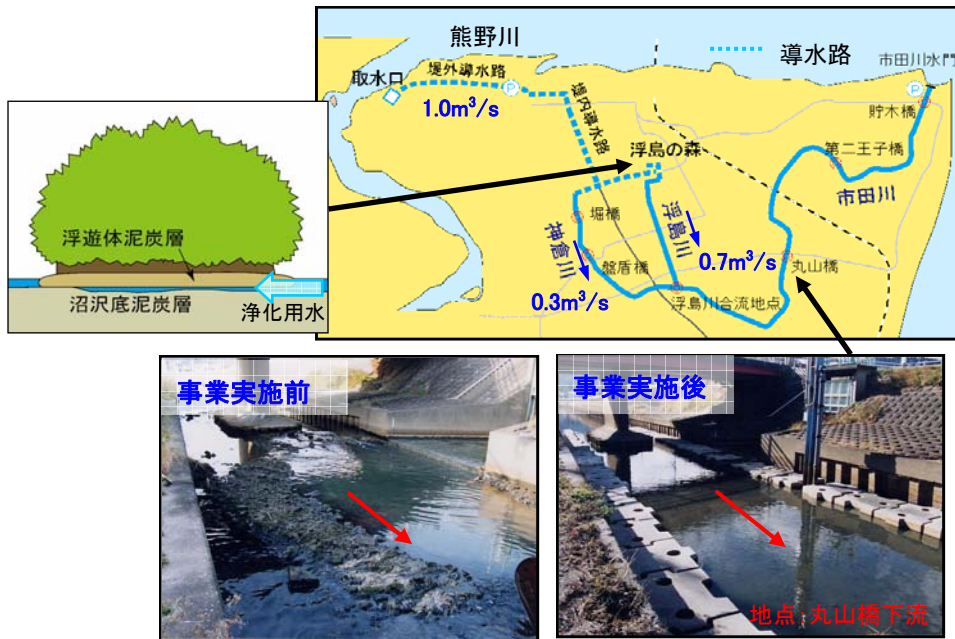 熊野川
導水路
市田川水門
取水口
堤外導水路
P
P
1.0m³/s
堤内導水路
貯木橋
浮島の森
第二王子橋
市田川
堀橋
神倉川
浮島川
盤盾橋
0.7m³/s
丸山橋
0.3m³/s
浮島川合流地点
浮遊体泥炭層
沼沢底泥炭層
浄化用水
事業実施前
事業実施後
地点：丸山橋下流